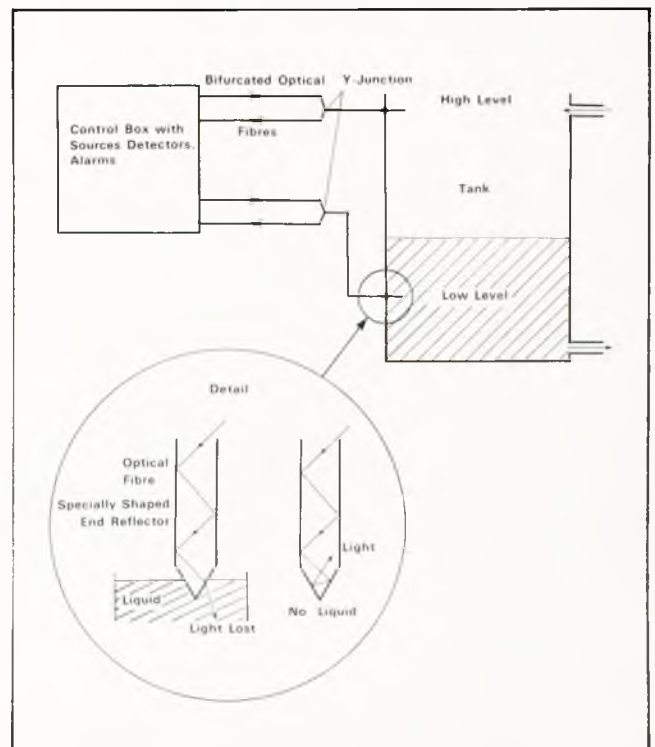 Bifurcated Optical Y-Junction
High Level
Control Box with
Sources Detectors.
Alarms
Fibres
Tank
Low Level
Detail
Optical
Fibre
Specially Shaped
End Reflector
Light
Liquid
No Liquid
Light Lost